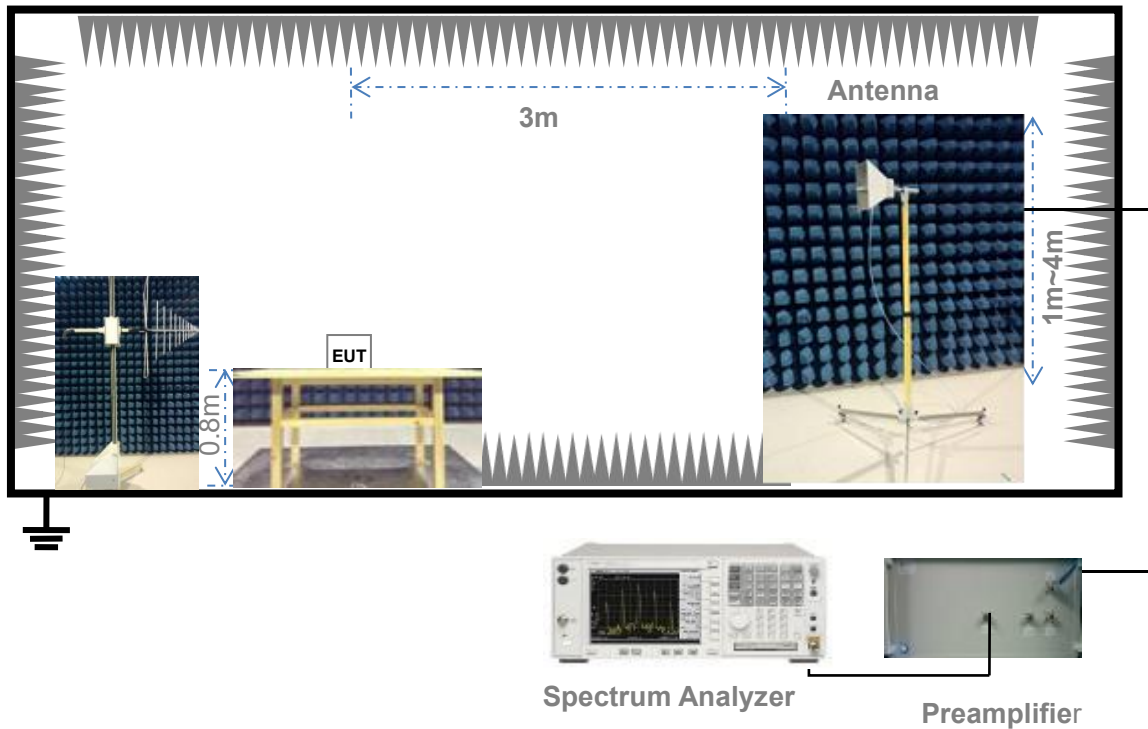 Antenna
3m
1m~4m
EUT
0.8m
Spectrum Analyzer
Preamplifier